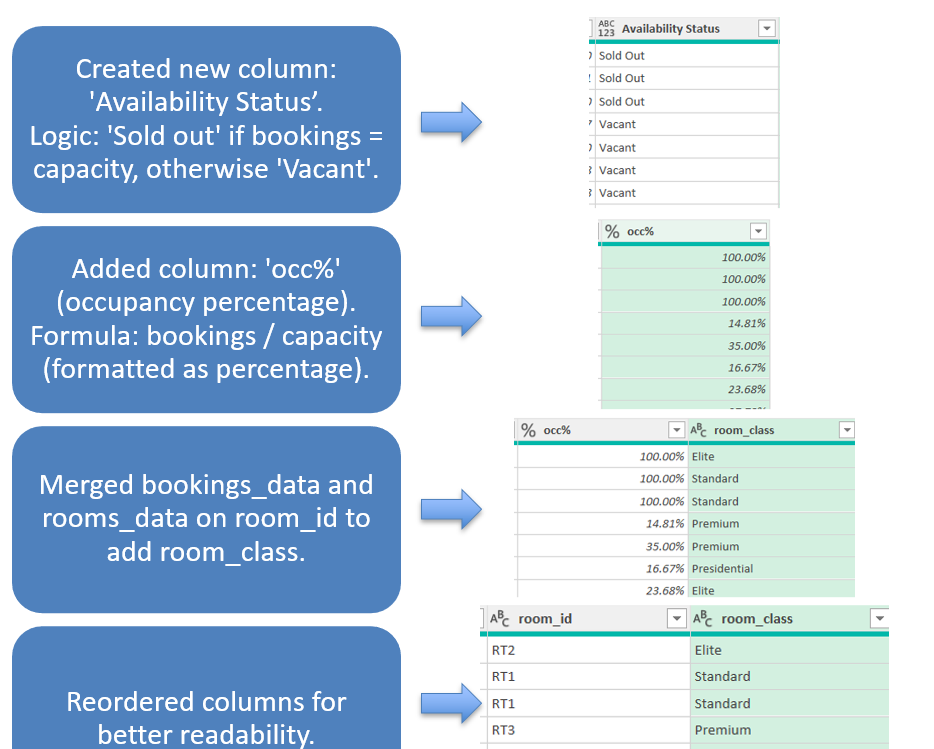 Created new column:
'Availability Status’.
Logic: 'Sold out' if bookings =
capacity, otherwise 'Vacant'.
ABC
123 Availability Status
Sold Out
Sold Out
Sold Out
Vacant
Vacant
Vacant
Vacant
Added column: 'occ%'
(occupancy percentage).
Formula: bookings / capacity
(formatted as percentage).
% occ%
100.00%
100.00%
100.00%
14.81%
35.00%
16.67%
23.68%
Merged bookings_data and
rooms_data on room_id to
add room_class.
% occ% ABC room_class
100.00% Elite
100.00% Standard
100.00% Standard
14.81% Premium
35.00% Premium
16.67% Presidential
23.68% Elite
Reordered columns for
better readability.
ABC room_id ABC room_class
RT2 Elite
RT1 Standard
RT1 Standard
RT3 Premium